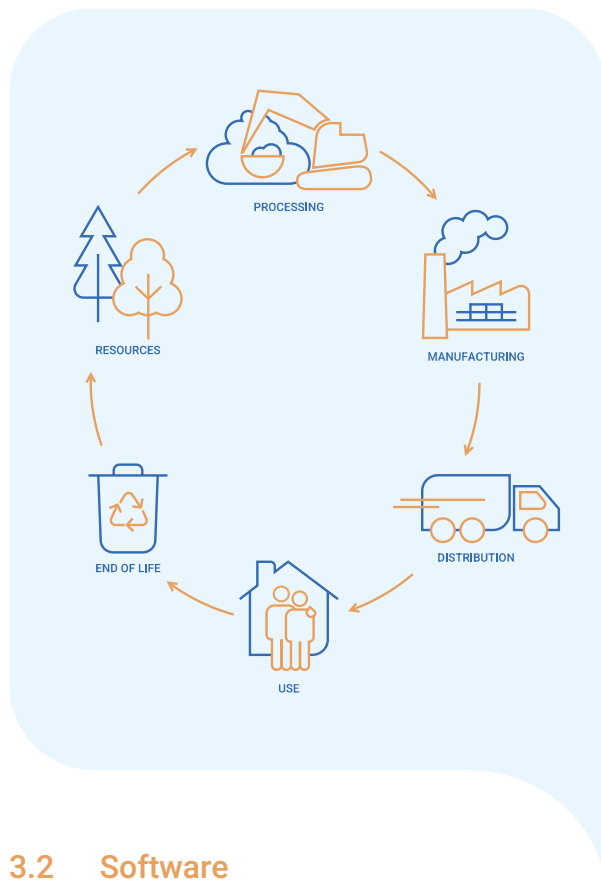 PROCESSING
RESOURCES
MANUFACTURING
END OF LIFE
DISTRIBUTION
USE
3.2 Software